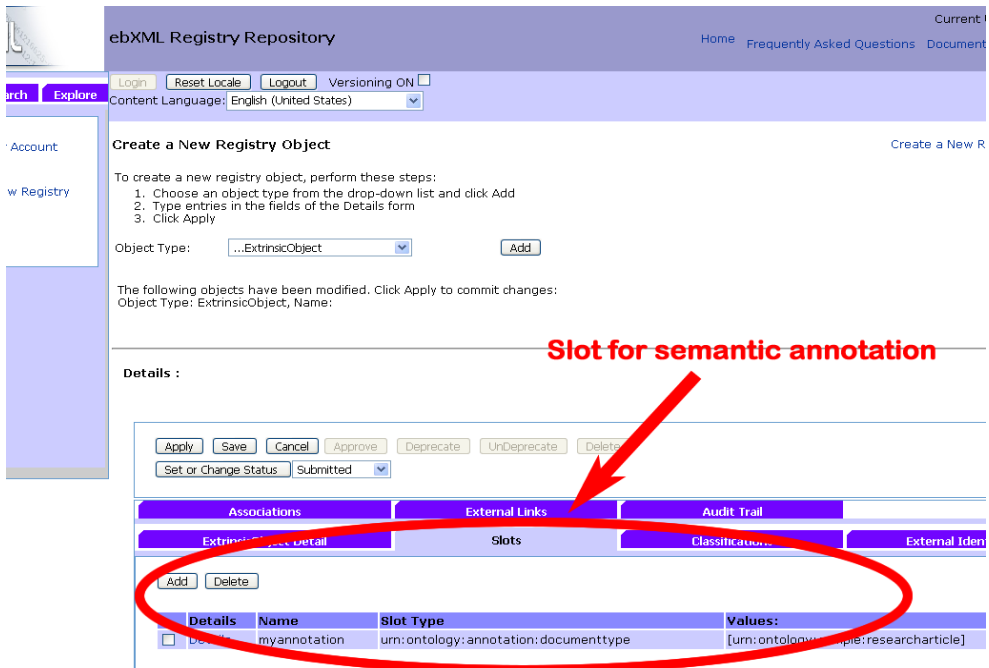 Current
ebXML Registry Repository
Home Frequently Asked Questions Document
Login Reset Locale Logout Versioning ON
Content Language: English (United States)
Explore
Account
Create a New Registry Object
Create a New R
w Registry
To create a new registry object, perform these steps:
1. Choose an object type from the drop-down list and click Add
2. Type entries in the fields of the Details form
3. Click Apply
Object Type: ...ExtrinsicObject Add
The following objects have been modified. Click Apply to commit changes:
Object Type: ExtrinsicObject, Name:
Slot for semantic annotation
Details :
Apply Save Cancel Approve Deprecate UnDeprecate Delete
Set or Change Status Submitted
Associations External Links Audit Trail
Detail Slots Classifications External Iden
Add Delete
Details Name Slot Type Values:
Details myannotation urn:ontology:annotation:documenttype